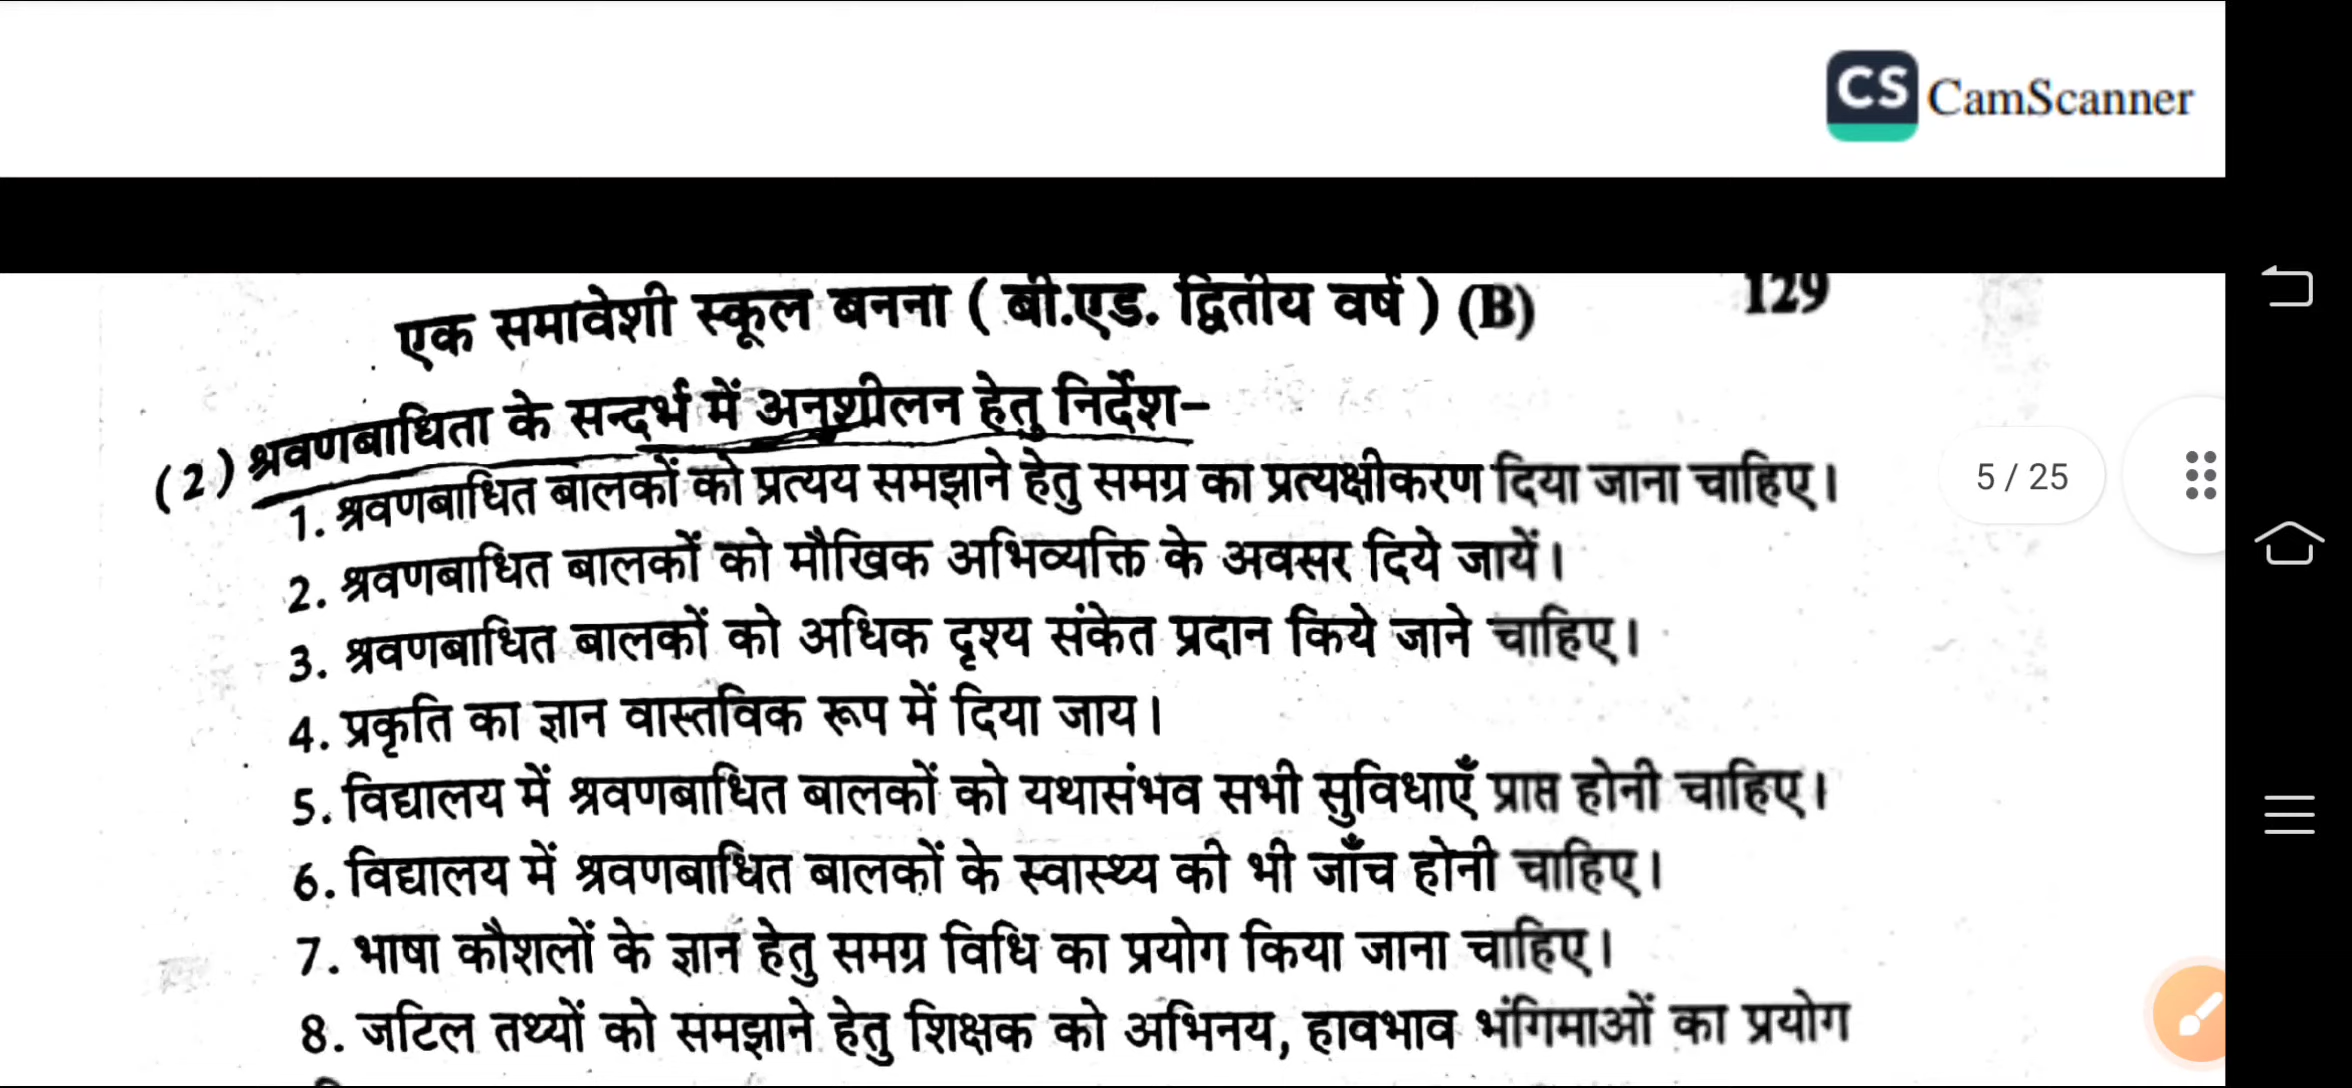 CS CamScanner
एक समावेशी स्कूल बनना ( बी.एड. द्वितीय वर्ष ) (B) 129
(2) श्रवणबाधिता के सन्दर्भ में अनुशीलन हेतु निर्देश–
1. श्रवणबाधित बालकों को प्रत्यय समझाने हेतु समग्र का प्रत्यक्षीकरण दिया जाना चाहिए।
5 / 25
2. श्रवणबाधित बालकों को मौखिक अभिव्यक्ति के अवसर दिये जायें।
3. श्रवणबाधित बालकों को अधिक दृश्य संकेत प्रदान किये जाने चाहिए।
4. प्रकृति का ज्ञान वास्तविक रूप में दिया जाय।
5. विद्यालय में श्रवणबाधित बालकों को यथासंभव सभी सुविधाएँ प्राप्त होनी चाहिए।
6. विद्यालय में श्रवणबाधित बालकों के स्वास्थ्य की भी जाँच होनी चाहिए।
7. भाषा कौशलों के ज्ञान हेतु समग्र विधि का प्रयोग किया जाना चाहिए।
8. जटिल तथ्यों को समझाने हेतु शिक्षक को अभिनय, हावभाव भंगिमाओं का प्रयोग